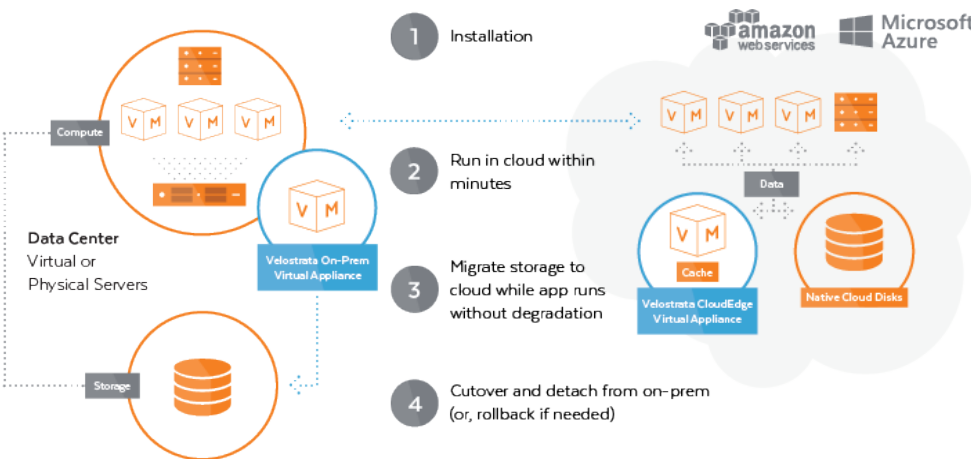 1
Installation
amazon
web services
Microsoft
Azure
V M
V M
V M
V M
V M
V M
Compute
2
Run in cloud within
minutes
Data
V M
V M
Data Center
Virtual or
Physical Servers
Velostrata On-Prem
Virtual Appliance
3
Migrate storage to
cloud while app runs
without degradation
Cache
Velostrata CloudEdge
Virtual Appliance
Native Cloud Disks
Storage
4
Cutover and detach from on-prem
(or, rollback if needed)